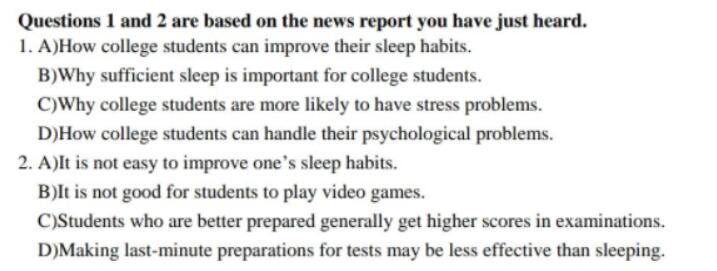 Questions 1 and 2 are based on the news report you have just heard.
1. A)How college students can improve their sleep habits.
B)Why sufficient sleep is important for college students.
C)Why college students are more likely to have stress problems.
D)How college students can handle their psychological problems.
2. A)It is not easy to improve one’s sleep habits.
B)It is not good for students to play video games.
C)Students who are better prepared generally get higher scores in examinations.
D)Making last-minute preparations for tests may be less effective than sleeping.